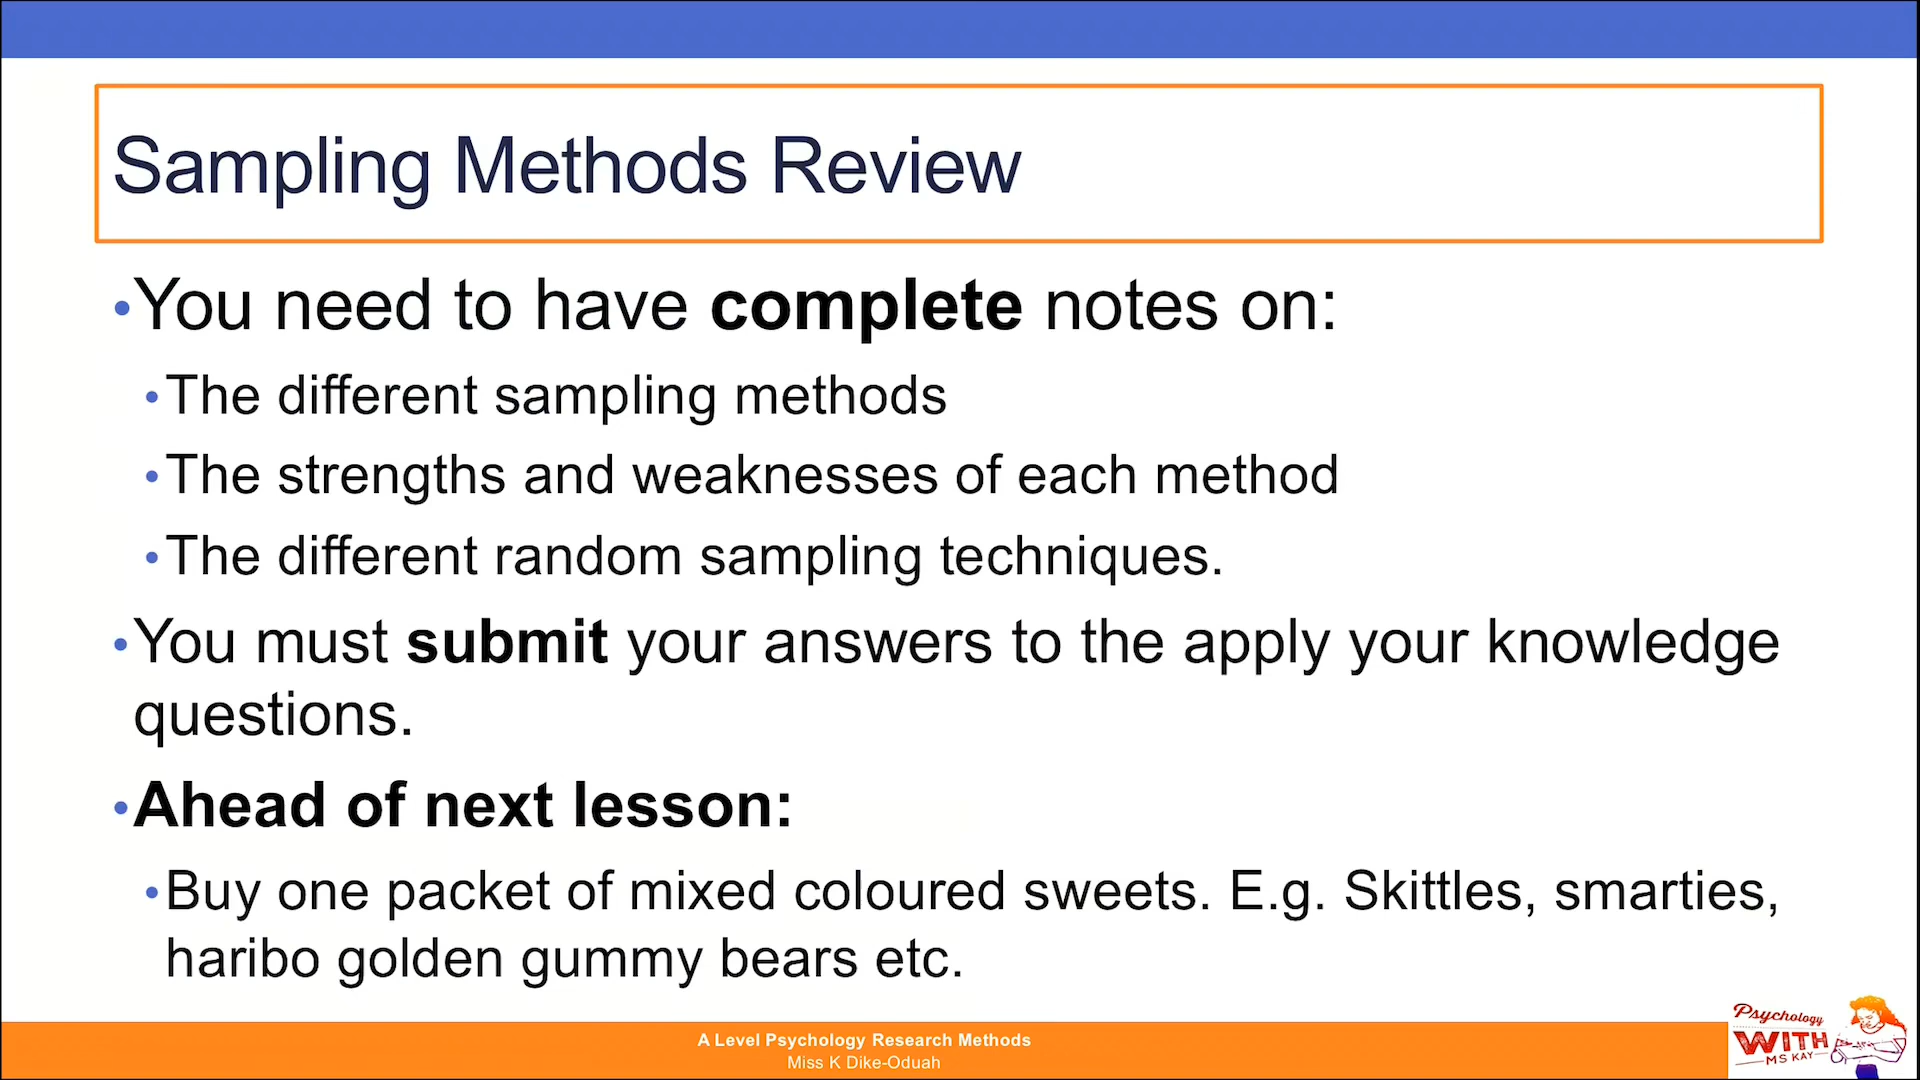 Sampling Methods Review
•You need to have complete notes on:
•The different sampling methods
•The strengths and weaknesses of each method
•The different random sampling techniques.
•You must submit your answers to the apply your knowledge
questions.
•Ahead of next lesson:
•Buy one packet of mixed coloured sweets. E.g. Skittles, smarties,
haribo golden gummy bears etc.
A Level Psychology Research Methods
Miss K Dike-Oduah
Psychology
WITH
MS KAY